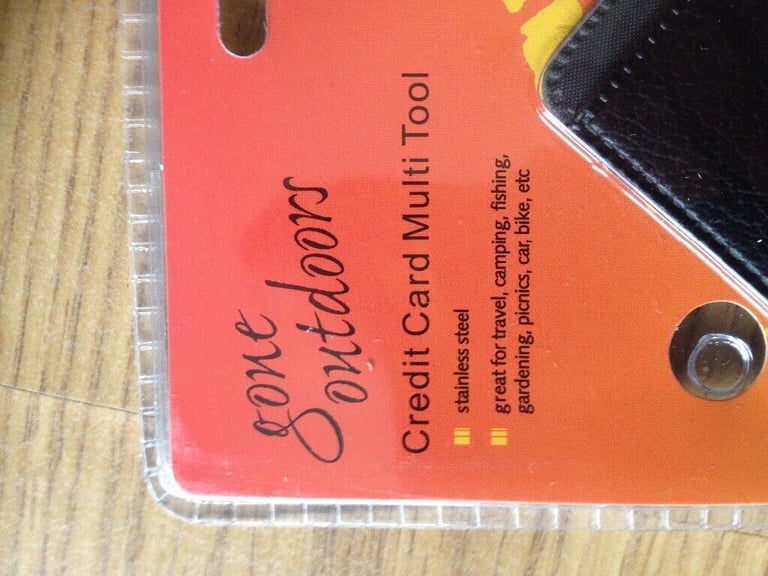 gone
outdoors
Credit Card Multi Tool
stainless steel
great for travel, camping, fishing,
gardening, picnics, car, bike, etc